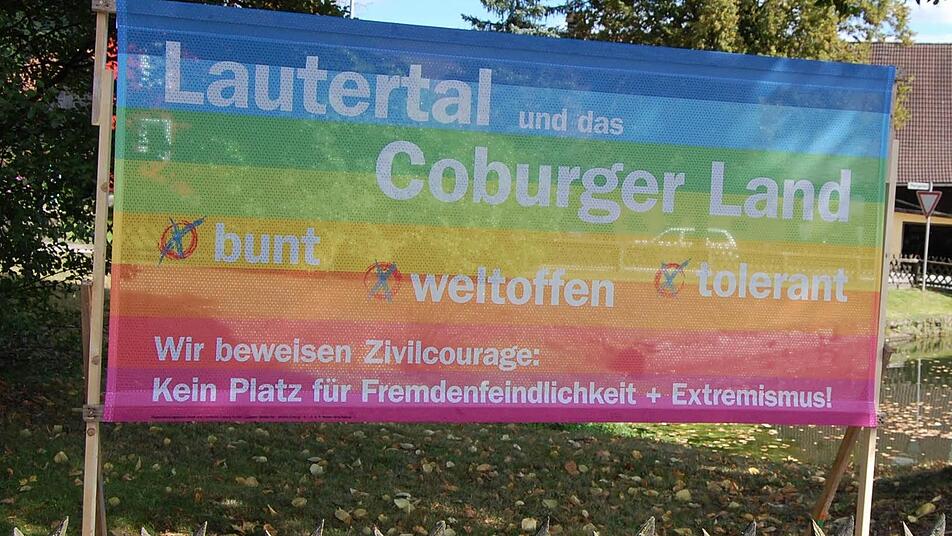 Lautertal
und das
Coburger Land
bunt
weltoffen
tolerant
Wir beweisen Zivilcourage:
Kein Platz für Fremdenfeindlichkeit + Extremismus!